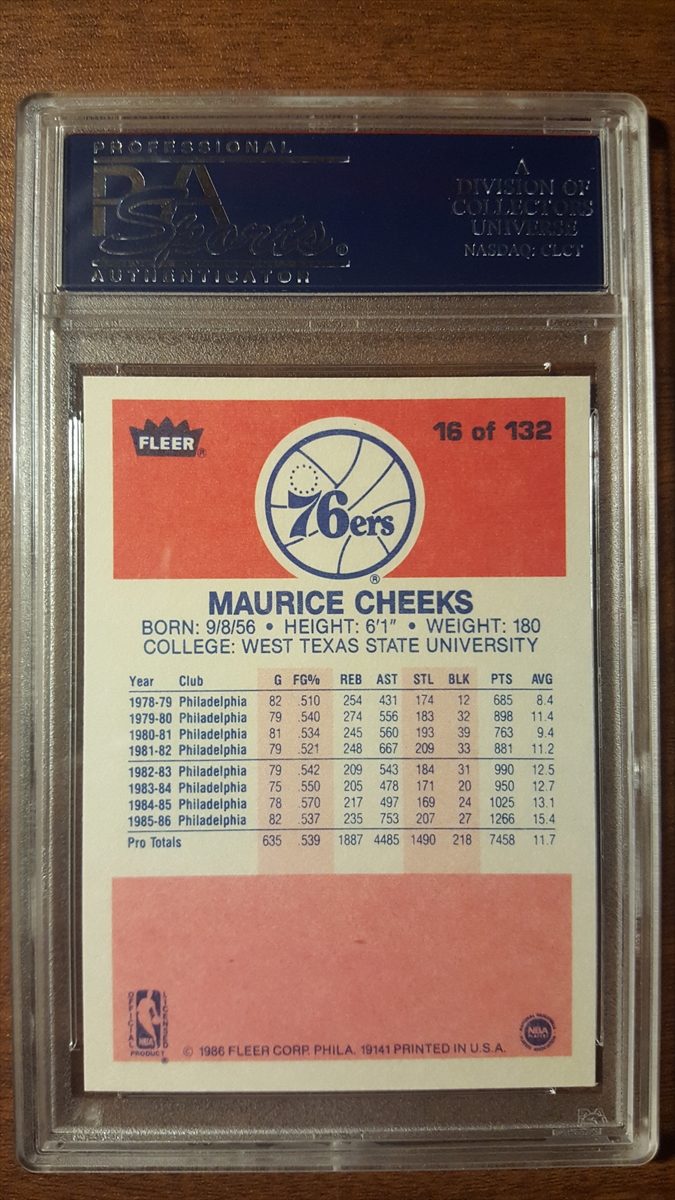 PROFESSIONAL
PSA
Sports®
AUTHENTICATOR
A
DIVISION OF
COLLECTORS
UNIVERSE
NASDAQ: CLCT
FLEER®
16 of 132
76ers
®
MAURICE CHEEKS
BORN: 9/8/56 • HEIGHT: 6'1" • WEIGHT: 180
COLLEGE: WEST TEXAS STATE UNIVERSITY
Year Club G FG% REB AST STL BLK PTS AVG
1978-79 Philadelphia 82 .510 254 431 174 12 685 8.4
1979-80 Philadelphia 79 .540 274 556 183 32 898 11.4
1980-81 Philadelphia 81 .534 245 560 193 39 763 9.4
1981-82 Philadelphia 79 .521 248 667 209 33 881 11.2
1982-83 Philadelphia 79 .542 209 543 184 31 990 12.5
1983-84 Philadelphia 75 .550 205 478 171 20 950 12.7
1984-85 Philadelphia 78 .570 217 497 169 24 1025 13.1
1985-86 Philadelphia 82 .537 235 753 207 27 1266 15.4
Pro Totals 635 .539 1887 4485 1490 218 7458 11.7
OFFICIAL LICENSED
NBA
PRODUCT®
© 1986 FLEER CORP. PHILA. 19141 PRINTED IN U.S.A.
NBA
PLAYERS
PSA